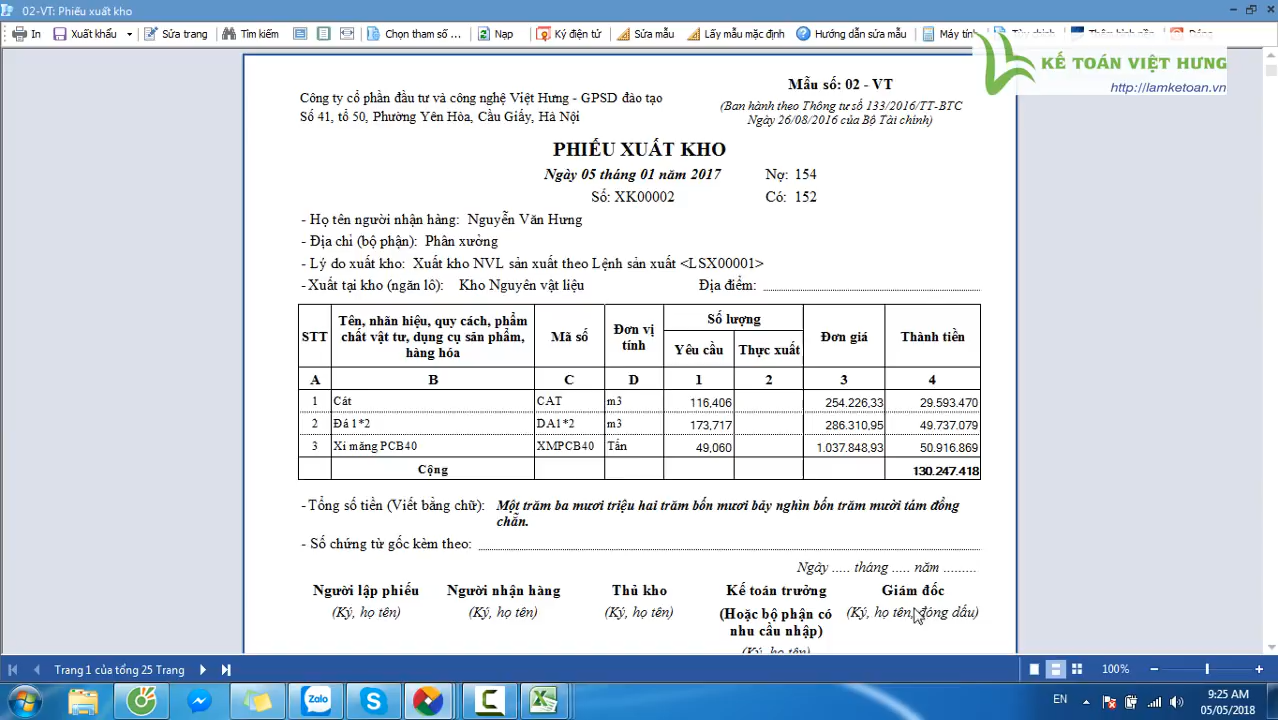 02-VT: Phiếu xuất kho
In Xuất khẩu Sửa trang Tìm kiếm Chọn tham số ... Nạp Ký điện tử Sửa mẫu Lấy mẫu mặc định Hướng dẫn sửa mẫu Máy tính
KẾ TOÁN VIỆT HƯNG
http://lamketoan.vn
Mẫu số: 02 - VT
Công ty cổ phần đầu tư và công nghệ Việt Hưng - GPSD đào tạo
(Ban hành theo Thông tư số 133/2016/TT-BTC
Số 41, tổ 50, Phường Yên Hòa, Cầu Giấy, Hà Nội
Ngày 26/08/2016 của Bộ Tài chính)
PHIẾU XUẤT KHO
Ngày 05 tháng 01 năm 2017 Nợ: 154
Số: XK00002 Có: 152
- Họ tên người nhận hàng: Nguyễn Văn Hưng
- Địa chỉ (bộ phận): Phân xưởng
- Lý do xuất kho: Xuất kho NVL sản xuất theo Lệnh sản xuất <LSX00001>
- Xuất tại kho (ngăn lô): Kho Nguyên vật liệu Địa điểm:
STT Tên, nhãn hiệu, quy cách, phẩm chất vật tư, dụng cụ sản phẩm, hàng hóa Mã số Đơn vị tính Số lượng Đơn giá Thành tiền
Yêu cầu Thực xuất
A B C D 1 2 3 4
1 Cát CAT m3 116,406 254.226,33 29.593.470
2 Đá 1*2 DA1*2 m3 173,717 286.310,95 49.737.079
3 Xi măng PCB40 XMPCB40 Tấn 49,060 1.037.848,93 50.916.869
Cộng 130.247.418
- Tổng số tiền (Viết bằng chữ): Một trăm ba mươi triệu hai trăm bốn mươi bảy nghìn bốn trăm mười tám đồng
chẵn.
- Số chứng từ gốc kèm theo:
Ngày ..... tháng ..... năm .........
Người lập phiếu Người nhận hàng Thủ kho Kế toán trưởng Giám đốc
(Ký, họ tên) (Ký, họ tên) (Ký, họ tên) (Hoặc bộ phận có (Ký, họ tên, đóng dấu)
nhu cầu nhập)
(Ký, họ tên)
Trang 1 của tổng 25 Trang 100%
Zalo
EN
9:25 AM
05/05/2018